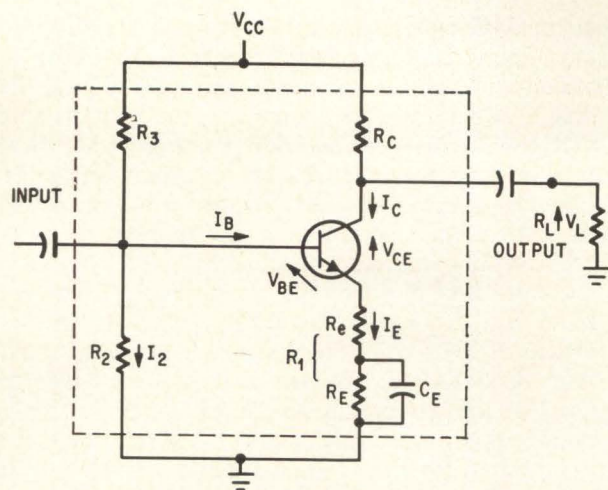 VCC
R3
RC
INPUT
IB
IC
VCE
RL VL
OUTPUT
VBE
Re
IE
R2
I2
R1
RE
CE